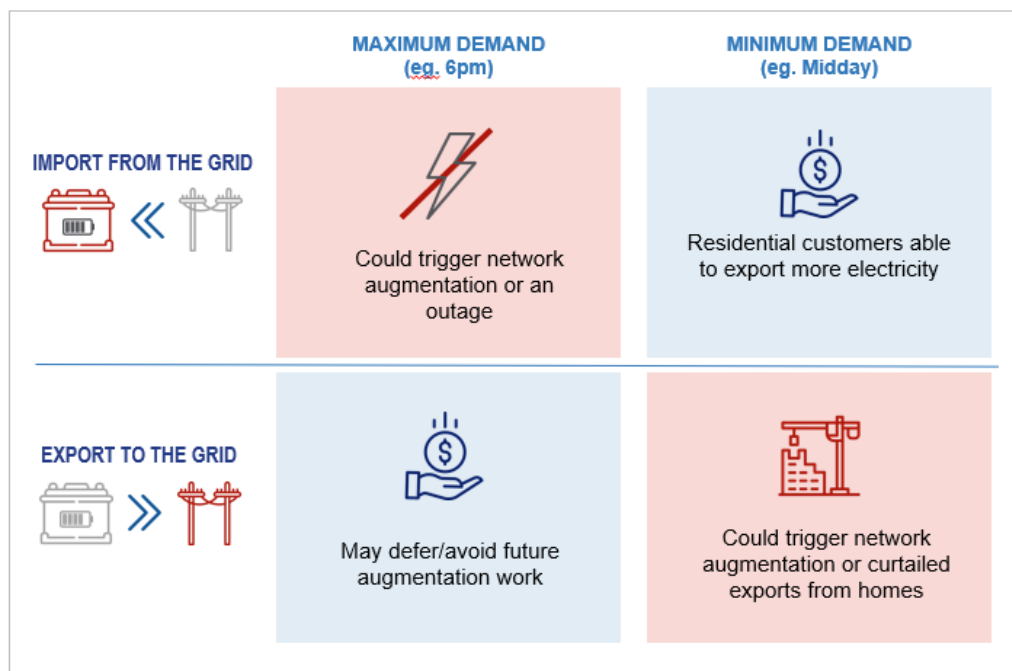 MAXIMUM DEMAND
(eg. 6pm)
MINIMUM DEMAND
(eg. Midday)
IMPORT FROM THE GRID
$
Could trigger network
augmentation or an
outage
Residential customers able
to export more electricity
EXPORT TO THE GRID
$
May defer/avoid future
augmentation work
Could trigger network
augmentation or curtailed
exports from homes